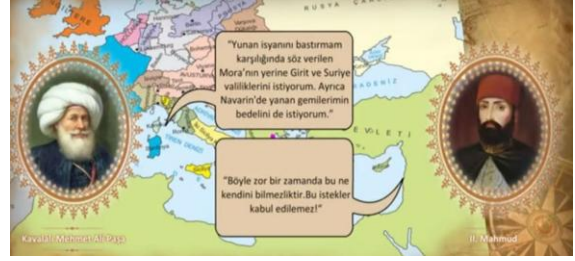 RUSYA
"Yunan isyanını bastırmam
karşılığında söz verilen
Mora'nın yerine Girit ve Suriye
valiliklerini istiyorum. Ayrıca
Navarin'de yanan gemilerimin
bedelini de istiyorum."
KARADENİZ
DEVLETİ
"Böyle zor bir zamanda bu ne
kendini bilmezliktir.Bu istekler
kabul edilemez!"
Kavalalı Mehmet Ali Paşa
II. Mahmud